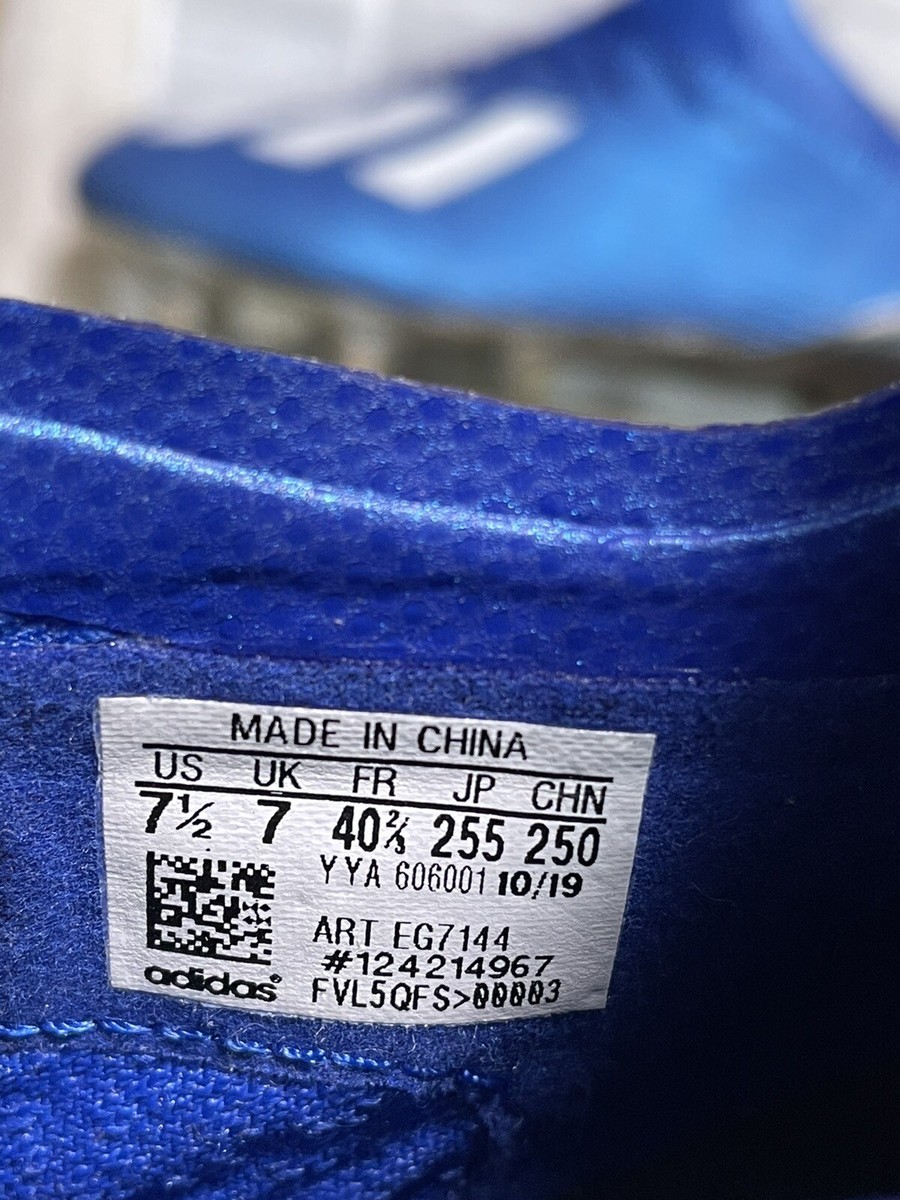 MADE IN CHINA
US UK FR JP CHN
7½ 7 40⅔ 255 250
YYA 606001 10/19
ART EG7144
#124214967
adidas® FVL5QFS>00003